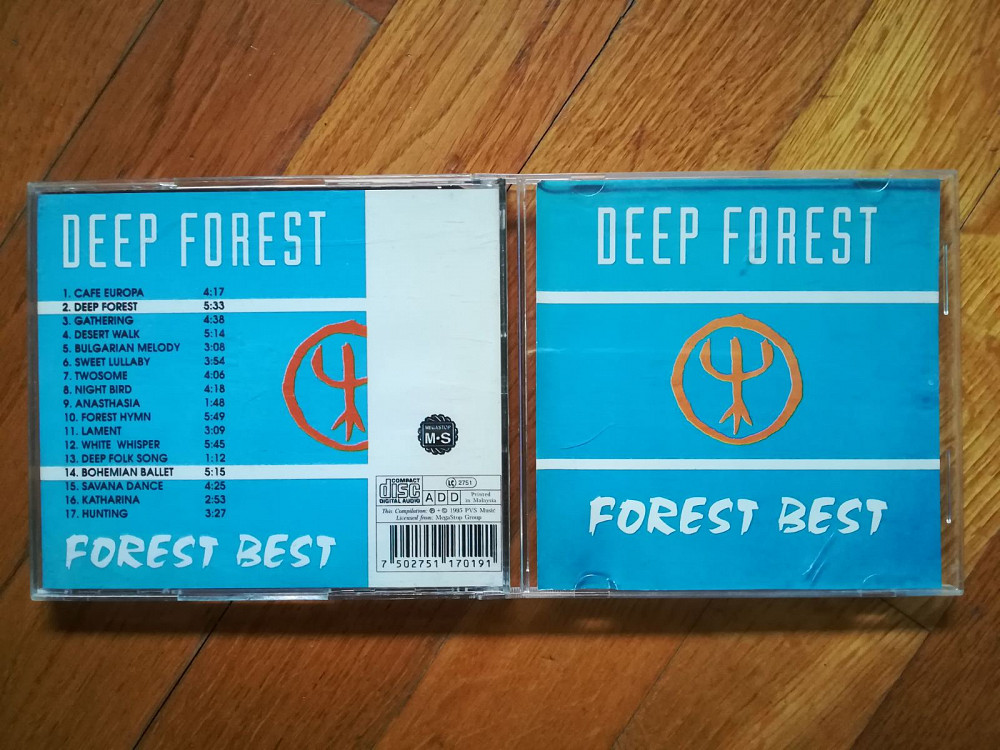 DEEP FOREST
1. CAFE EUROPA 4:17
2. DEEP FOREST 5:33
3. GATHERING 4:38
4. DESERT WALK 5:14
5. BULGARIAN MELODY 3:08
6. SWEET LULLABY 3:54
7. TWOSOME 4:06
8. NIGHT BIRD 4:18
9. ANASTHASIA 1:48
10. FOREST HYMN 5:49
11. LAMENT 3:09
12. WHITE WHISPER 5:45
13. DEEP FOLK SONG 1:12
14. BOHEMIAN BALLET 5:15
15. SAVANA DANCE 4:25
16. KATHARINA 2:53
17. HUNTING 3:27
FOREST BEST
MEGASTOP
M·S
COMPACT
disc
DIGITAL AUDIO
ADD
LC 2751
Printed
in Malaysia
This Compilation: ℗ • © 1995 PVS Music
Licensed from: MegaStop Group
7 502751 170191
DEEP FOREST
FOREST BEST